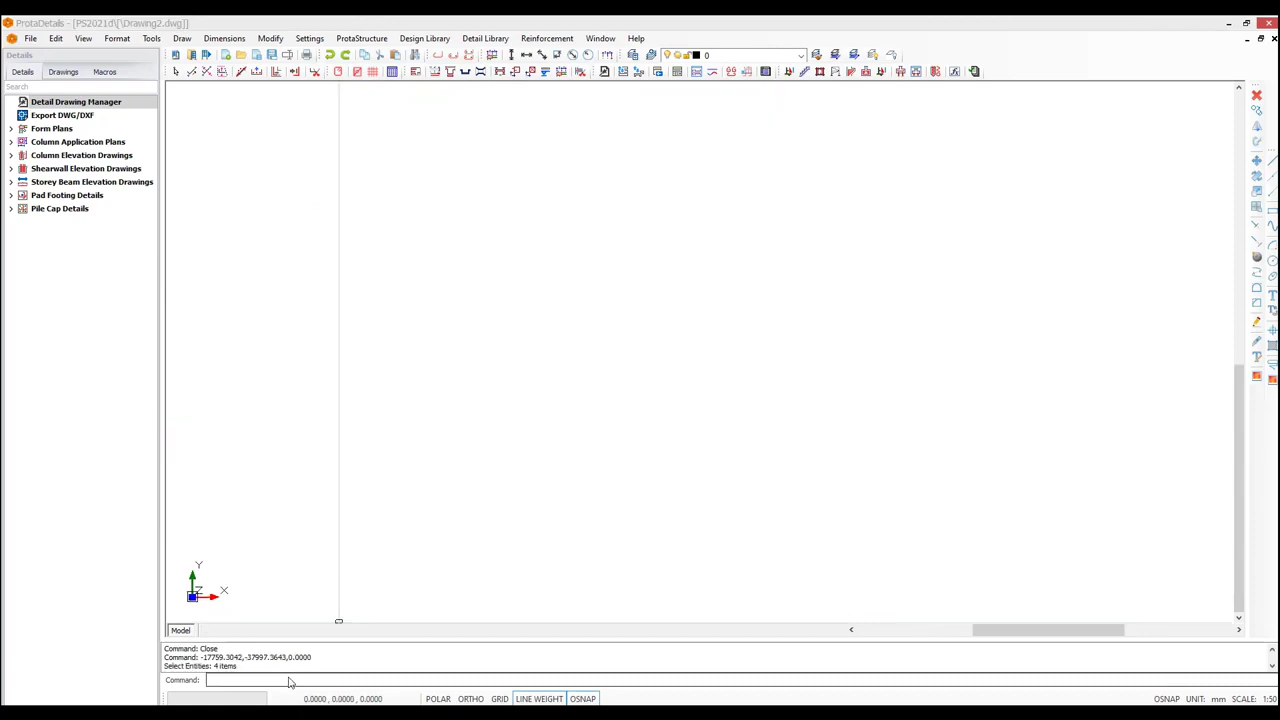 ProtaDetails - [PS2021d\[\Drawing2.dwg]]
File Edit View Format Tools Draw Dimensions Modify Settings ProtaStructure Design Library Detail Library Reinforcement Window Help
Details
0
Details Drawings Macros
Search
Detail Drawing Manager
Export DWG/DXF
Form Plans
Column Application Plans
Column Elevation Drawings
Shearwall Elevation Drawings
Storey Beam Elevation Drawings
Pad Footing Details
Pile Cap Details
Y
Z X
Model
Command: Close
Command: -17759.3042,-37997.3643,0.0000
Select Entities: 4 items
Command:
0.0000 , 0.0000 , 0.0000 POLAR ORTHO GRID LINE WEIGHT OSNAP OSNAP UNIT: mm SCALE: 1:50